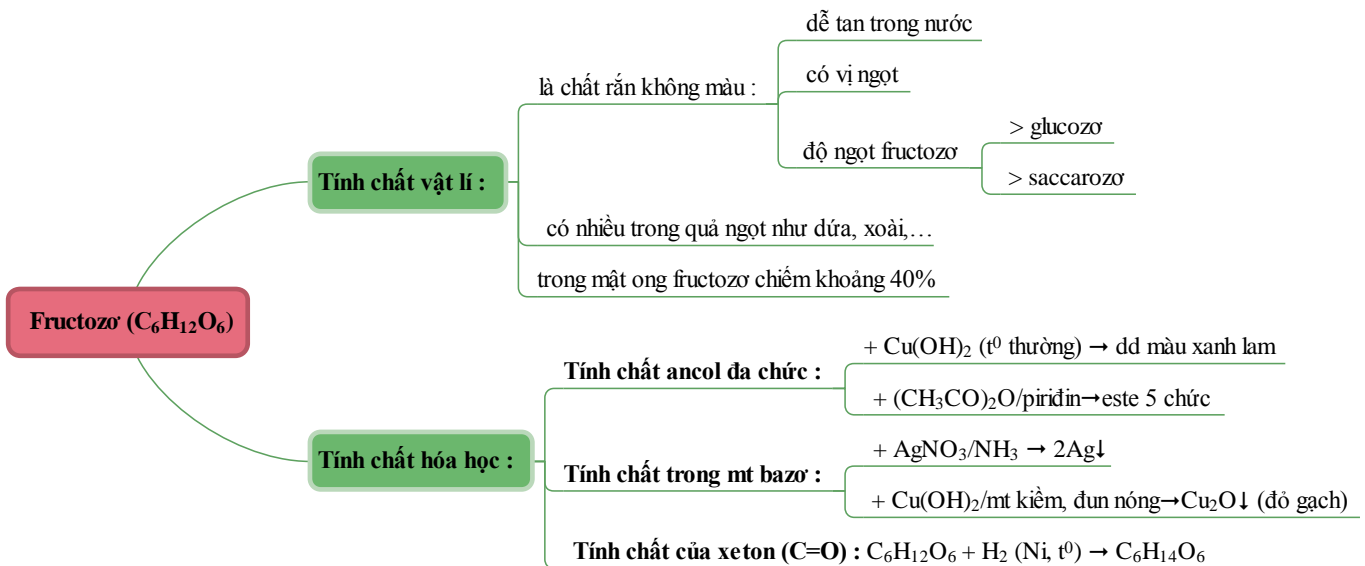 Fructozơ (C₆H₁₂O₆)
Tính chất vật lí :
là chất rắn không màu :
dễ tan trong nước
có vị ngọt
độ ngọt fructozơ
> glucozơ
> saccarozơ
có nhiều trong quả ngọt như dứa, xoài,…
trong mật ong fructozơ chiếm khoảng 40%
Tính chất hóa học :
Tính chất ancol đa chức :
+ Cu(OH)₂ (t⁰ thường) → dd màu xanh lam
+ (CH₃CO)₂O/piriđin→este 5 chức
Tính chất trong mt bazơ :
+ AgNO₃/NH₃ → 2Ag↓
+ Cu(OH)₂/mt kiềm, đun nóng→Cu₂O↓ (đỏ gạch)
Tính chất của xeton (C=O) : C₆H₁₂O₆ + H₂ (Ni, t⁰) → C₆H₁₄O₆